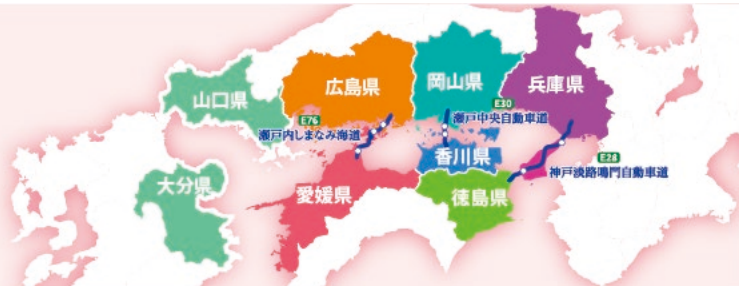 山口県
広島県
岡山県
兵庫県
E76
瀬戸内しまなみ海道
E30
瀬戸中央自動車道
E28
神戸淡路鳴門自動車道
大分県
愛媛県
香川県
徳島県